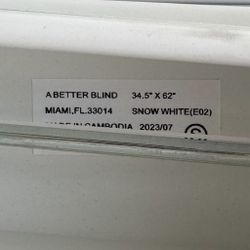 A BETTER BLIND 34.5" X 62"
MIAMI,FL.33014 SNOW WHITE(E02)
MADE IN CAMBODIA 2023/07 S